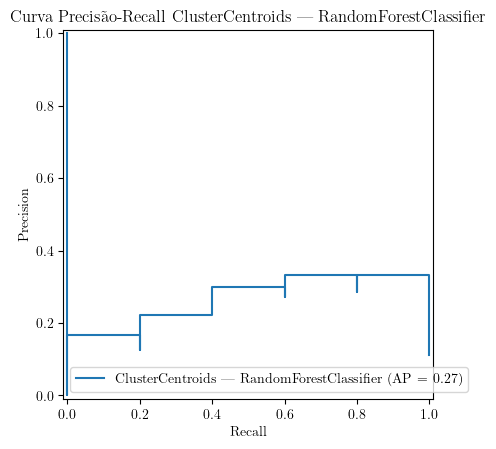 Curva Precisão-Recall ClusterCentroids — RandomForestClassifier
1.0
0.8
0.6
0.4
0.2
0.0
Precision
ClusterCentroids — RandomForestClassifier (AP = 0.27)
0.0 0.2 0.4 0.6 0.8 1.0
Recall